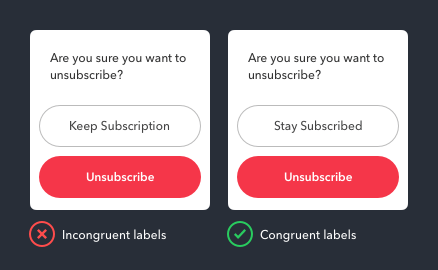 Are you sure you want to
unsubscribe?
Keep Subscription
Unsubscribe
Incongruent labels
Are you sure you want to
unsubscribe?
Stay Subscribed
Unsubscribe
Congruent labels